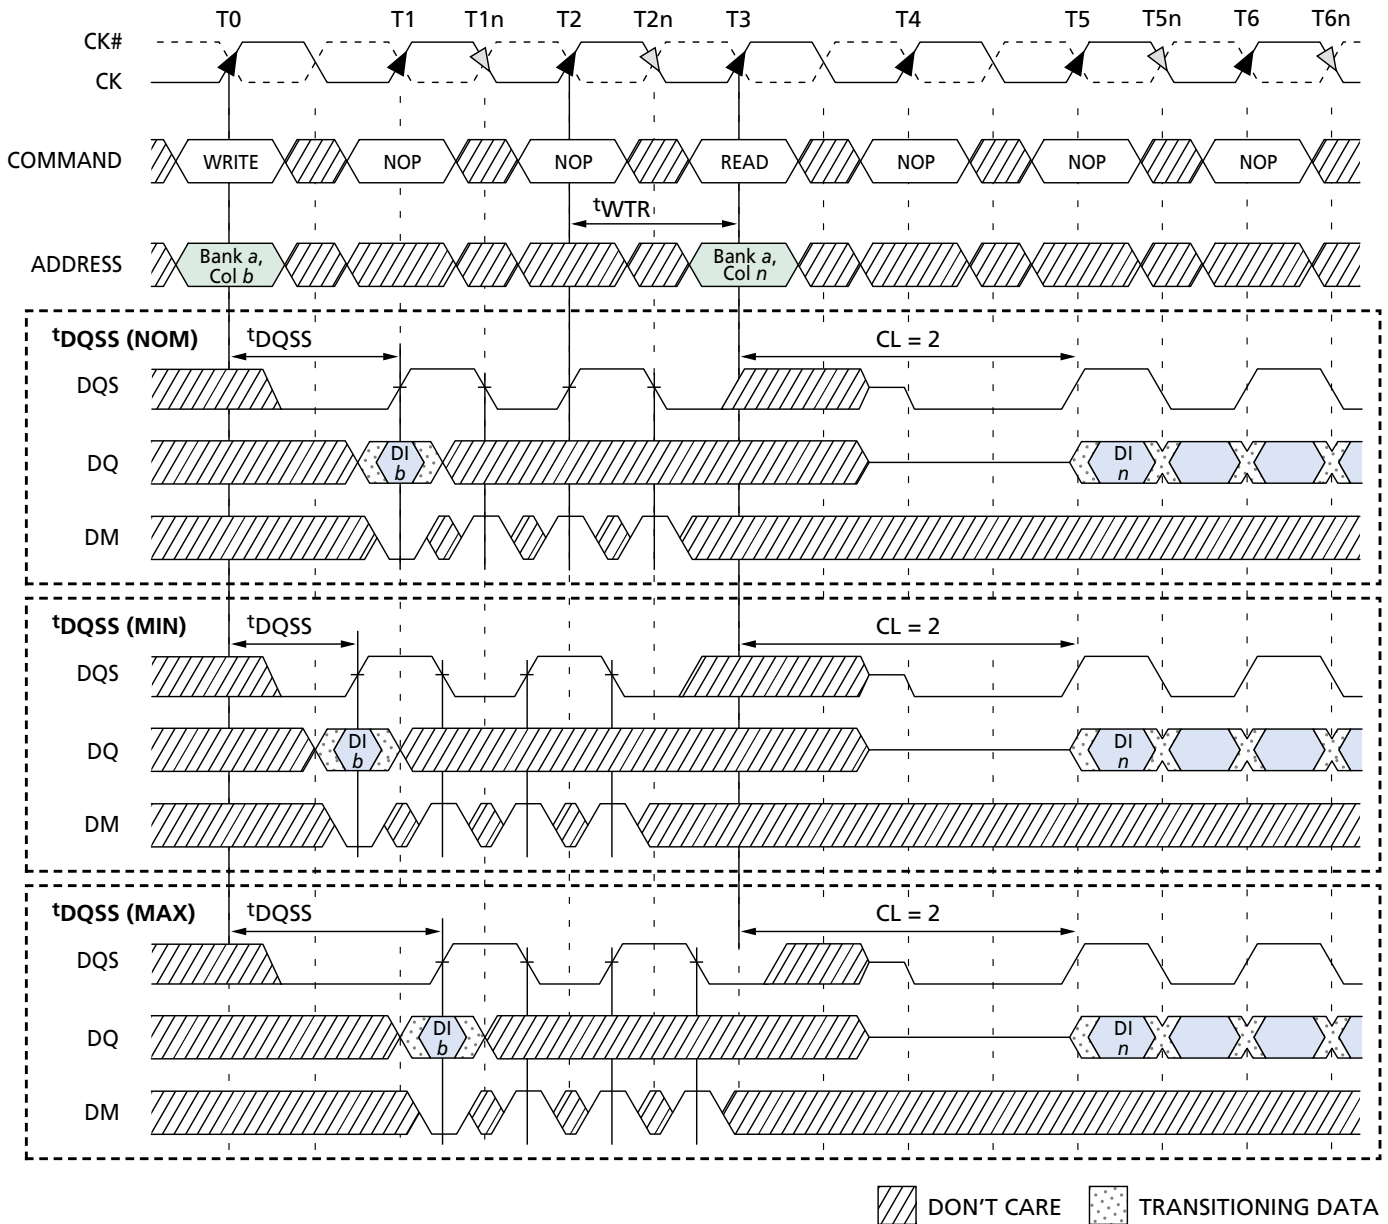 T0 T1 T1n T2 T2n T3 T4 T5 T5n T6 T6n
CK#
CK
COMMAND WRITE NOP NOP READ NOP NOP NOP
tWTR
ADDRESS Bank a, Col b Bank a, Col n
tDQSS (NOM) tDQSS CL = 2
DQS
DQ DI b DI n
DM
tDQSS (MIN) tDQSS CL = 2
DQS
DQ DI b DI n
DM
tDQSS (MAX) tDQSS CL = 2
DQS
DQ DI b DI n
DM
DON'T CARE TRANSITIONING DATA